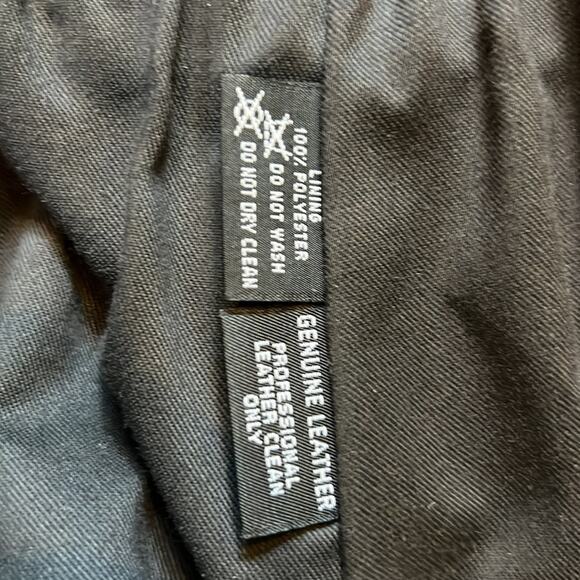 LINING
100% POLYESTER
DO NOT WASH
DO NOT DRY CLEAN
GENUINE LEATHER
PROFESSIONAL
LEATHER CLEAN
ONLY